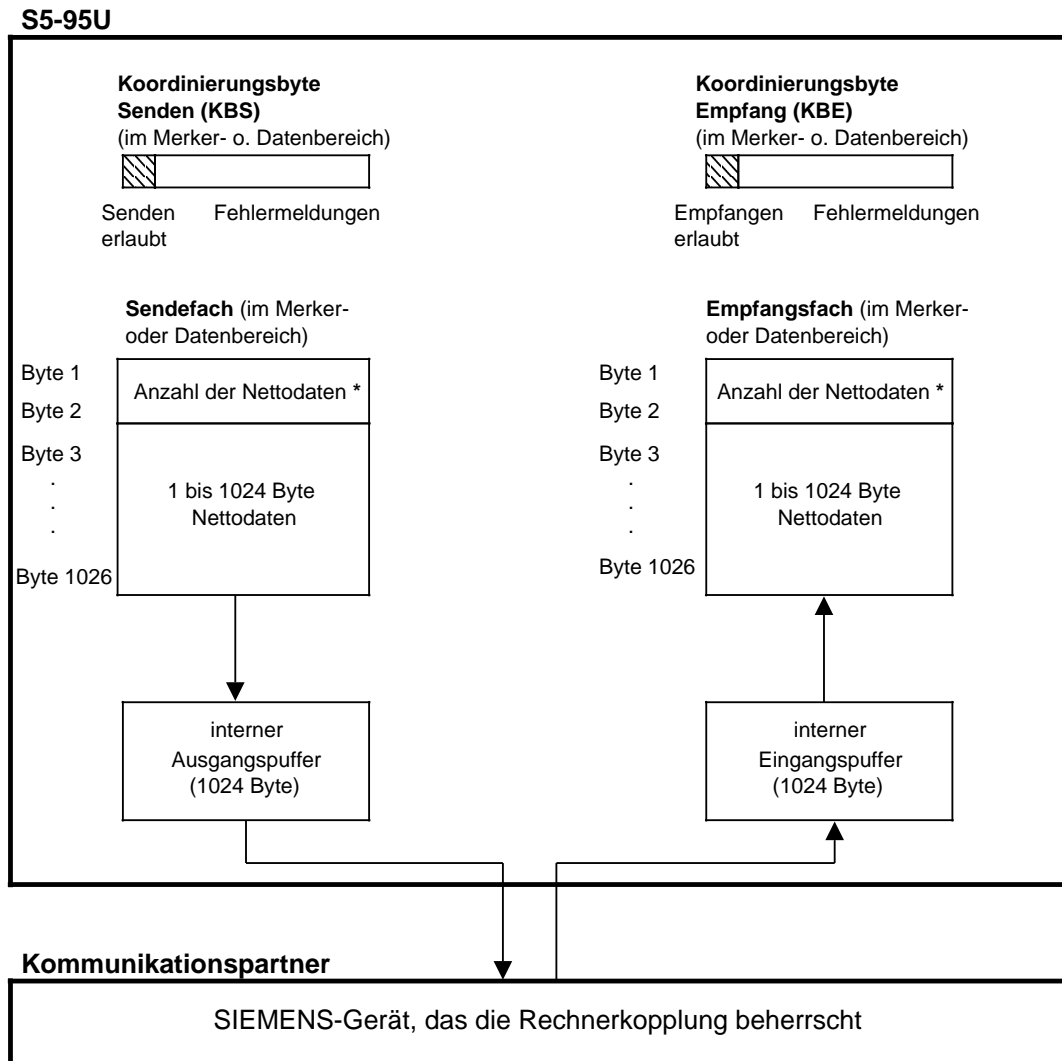 S5-95U
Koordinierungsbyte
Senden (KBS)
(im Merker- o. Datenbereich)
Senden
erlaubt
Fehlermeldungen
Koordinierungsbyte
Empfang (KBE)
(im Merker- o. Datenbereich)
Empfangen
erlaubt
Fehlermeldungen
Sendefach (im Merker-
oder Datenbereich)
Byte 1
Byte 2
Byte 3
.
.
.
Byte 1026
Anzahl der Nettodaten *
1 bis 1024 Byte
Nettodaten
Empfangsfach (im Merker-
oder Datenbereich)
Byte 1
Byte 2
Byte 3
.
.
.
Byte 1026
Anzahl der Nettodaten *
1 bis 1024 Byte
Nettodaten
interner
Ausgangspuffer
(1024 Byte)
interner
Eingangspuffer
(1024 Byte)
Kommunikationspartner
SIEMENS-Gerät, das die Rechnerkopplung beherrscht